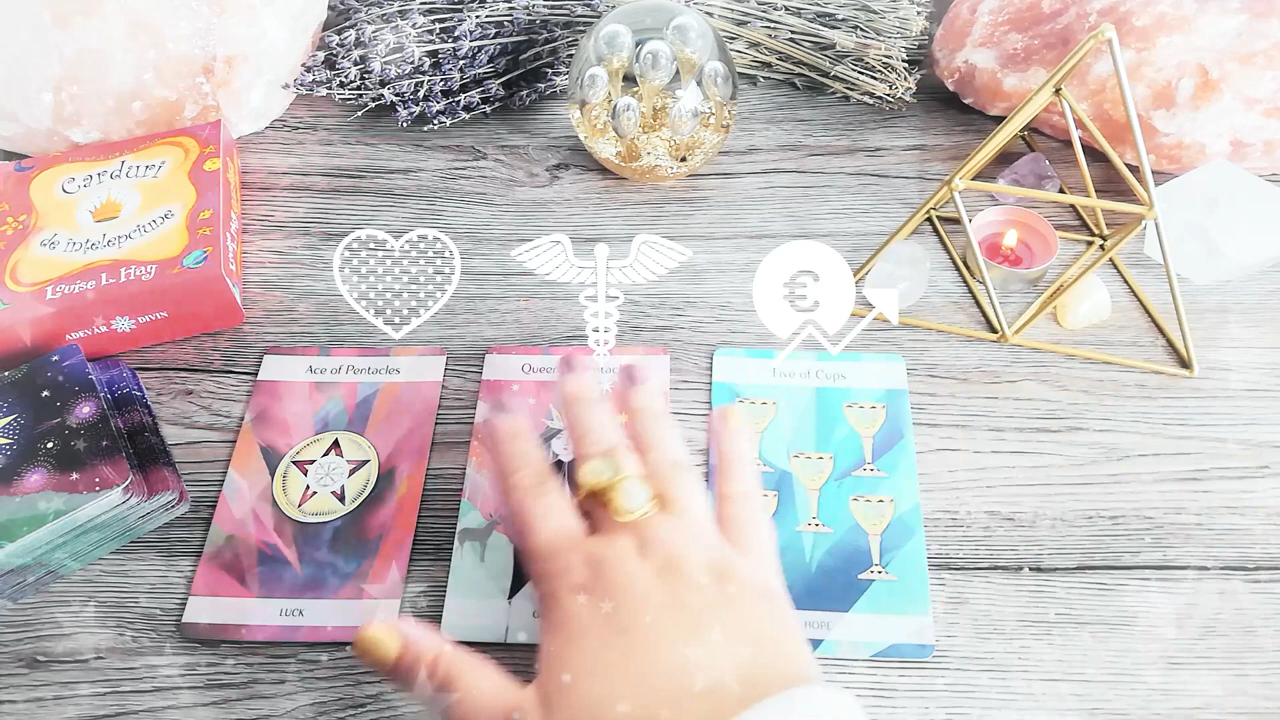 Carduri
de înțelepciune
Louise L. Hay
ADEVĂR DIVIN
€
Ace of Pentacles
LUCK
Five of Cups
HOPE